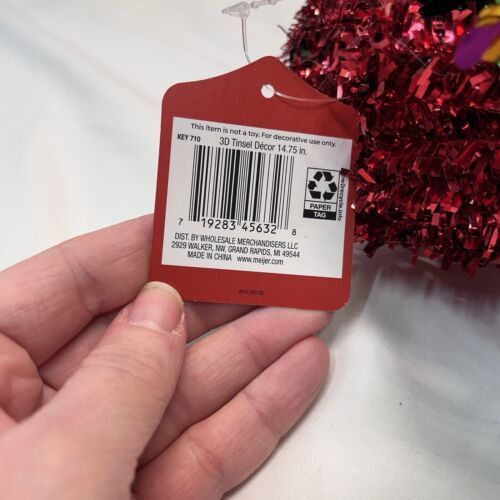 This item is not a toy. For decorative use only.
KEY 710
3D Tinsel Décor 14.75 in.
7 19283 45632 8
PAPER
TAG
DIST. BY WHOLESALE MERCHANDISERS LLC
2929 WALKER, NW, GRAND RAPIDS, MI 49544
MADE IN CHINA www.meijer.com